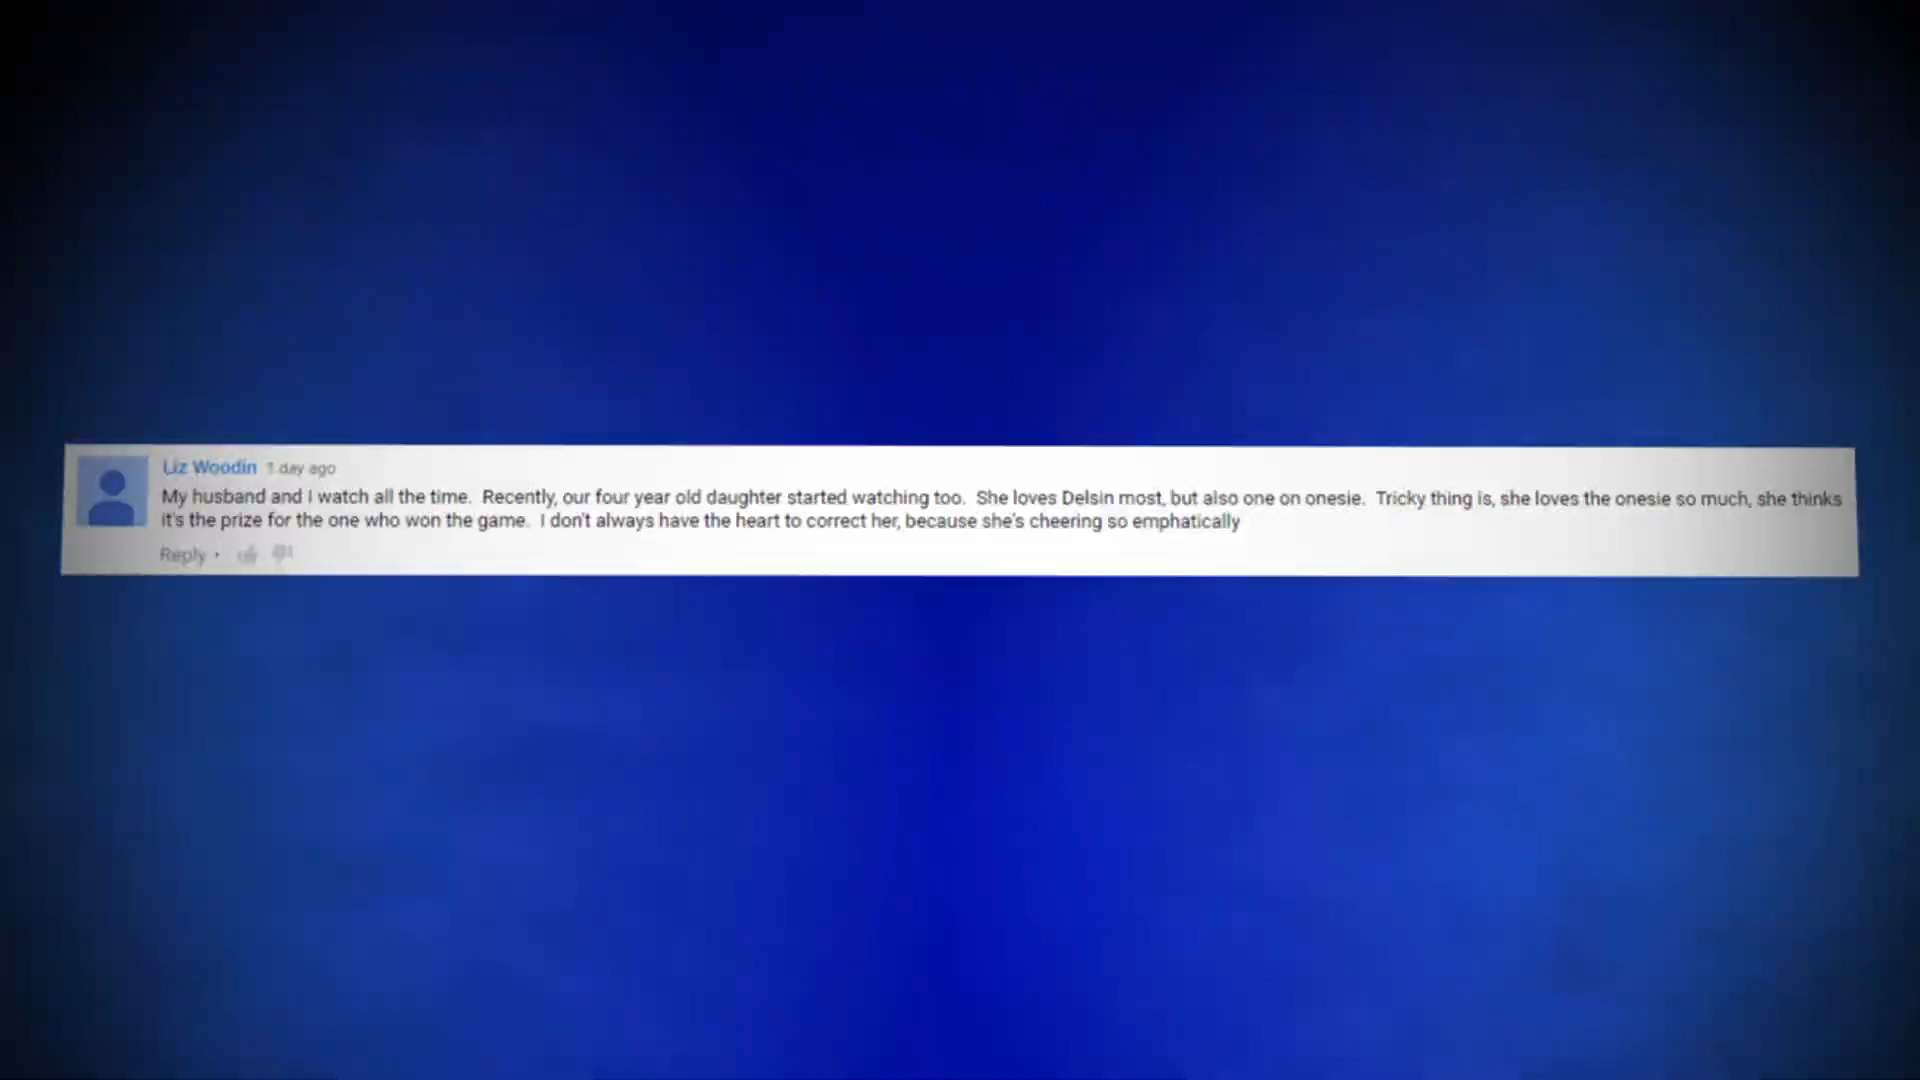 Liz Woodin 1 day ago
My husband and I watch all the time. Recently, our four year old daughter started watching too. She loves Delsin most, but also one on onesie. Tricky thing is, she loves the onesie so much, she thinks
it's the prize for the one who won the game. I don't always have the heart to correct her, because she's cheering so emphatically
Reply •